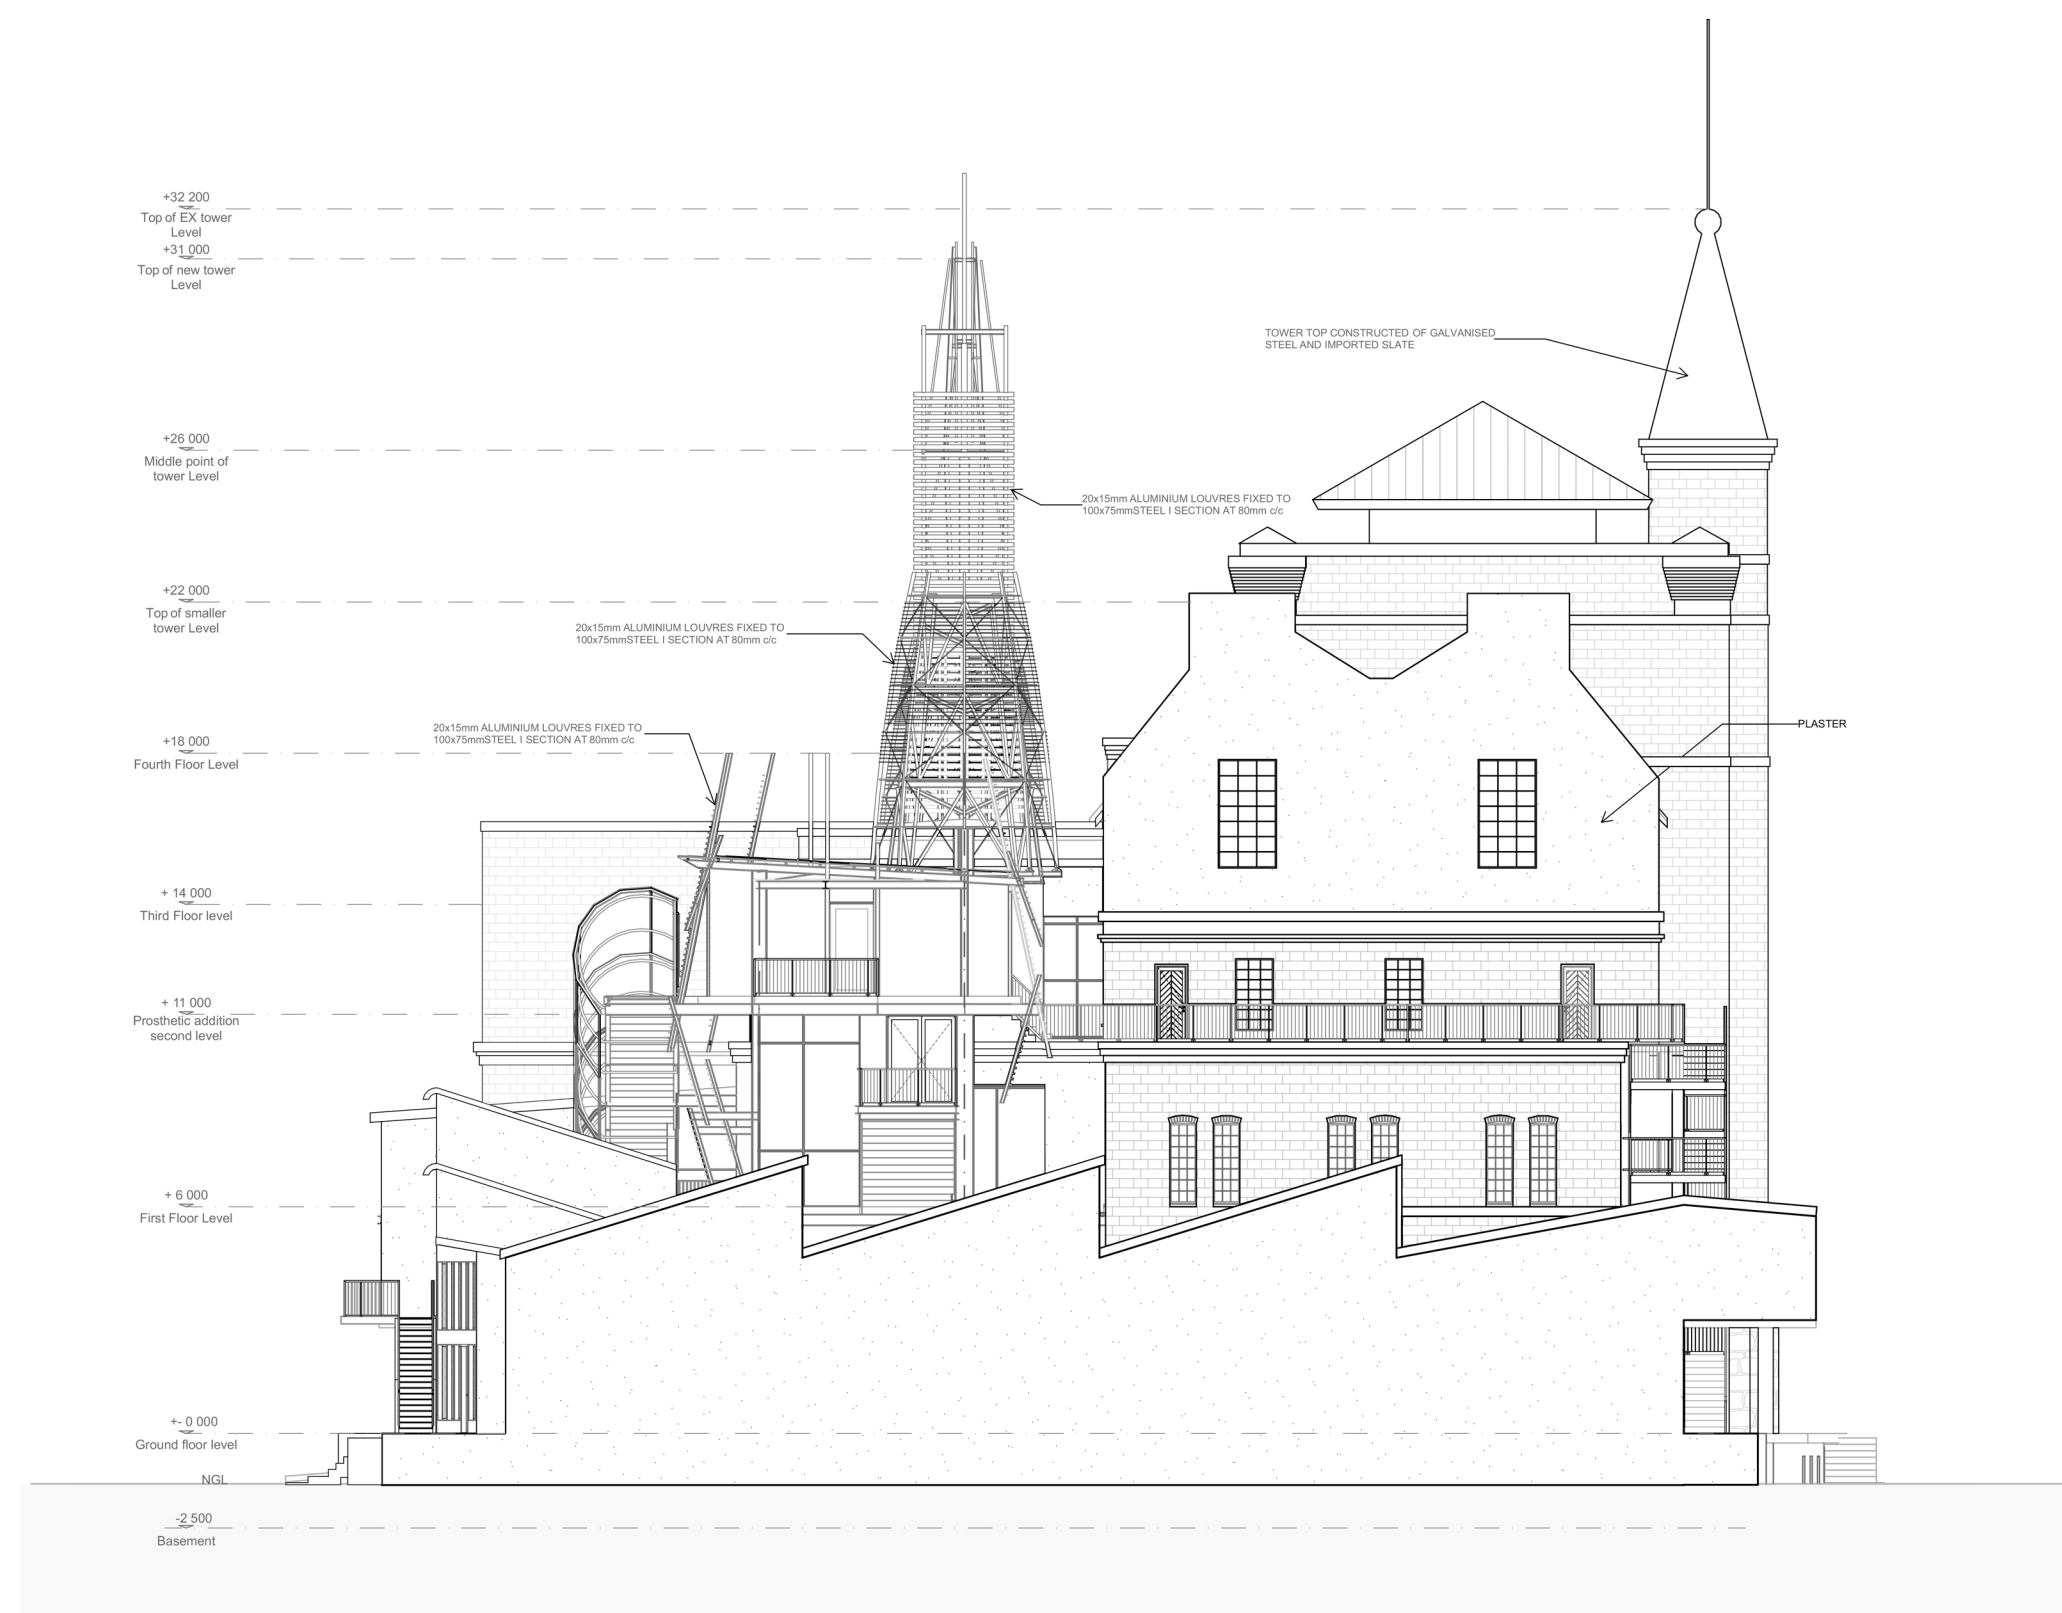 +32 200
Top of EX tower
Level
+31 000
Top of new tower
Level
TOWER TOP CONSTRUCTED OF GALVANISED
STEEL AND IMPORTED SLATE
+26 000
Middle point of
tower Level
20x15mm ALUMINIUM LOUVRES FIXED TO
100x75mmSTEEL I SECTION AT 80mm c/c
+22 000
Top of smaller
tower Level
20x15mm ALUMINIUM LOUVRES FIXED TO
100x75mmSTEEL I SECTION AT 80mm c/c
20x15mm ALUMINIUM LOUVRES FIXED TO
100x75mmSTEEL I SECTION AT 80mm c/c
PLASTER
+18 000
Fourth Floor Level
+ 14 000
Third Floor level
+ 11 000
Prosthetic addition
second level
+ 6 000
First Floor Level
+- 0 000
Ground floor level
NGL
-2 500
Basement